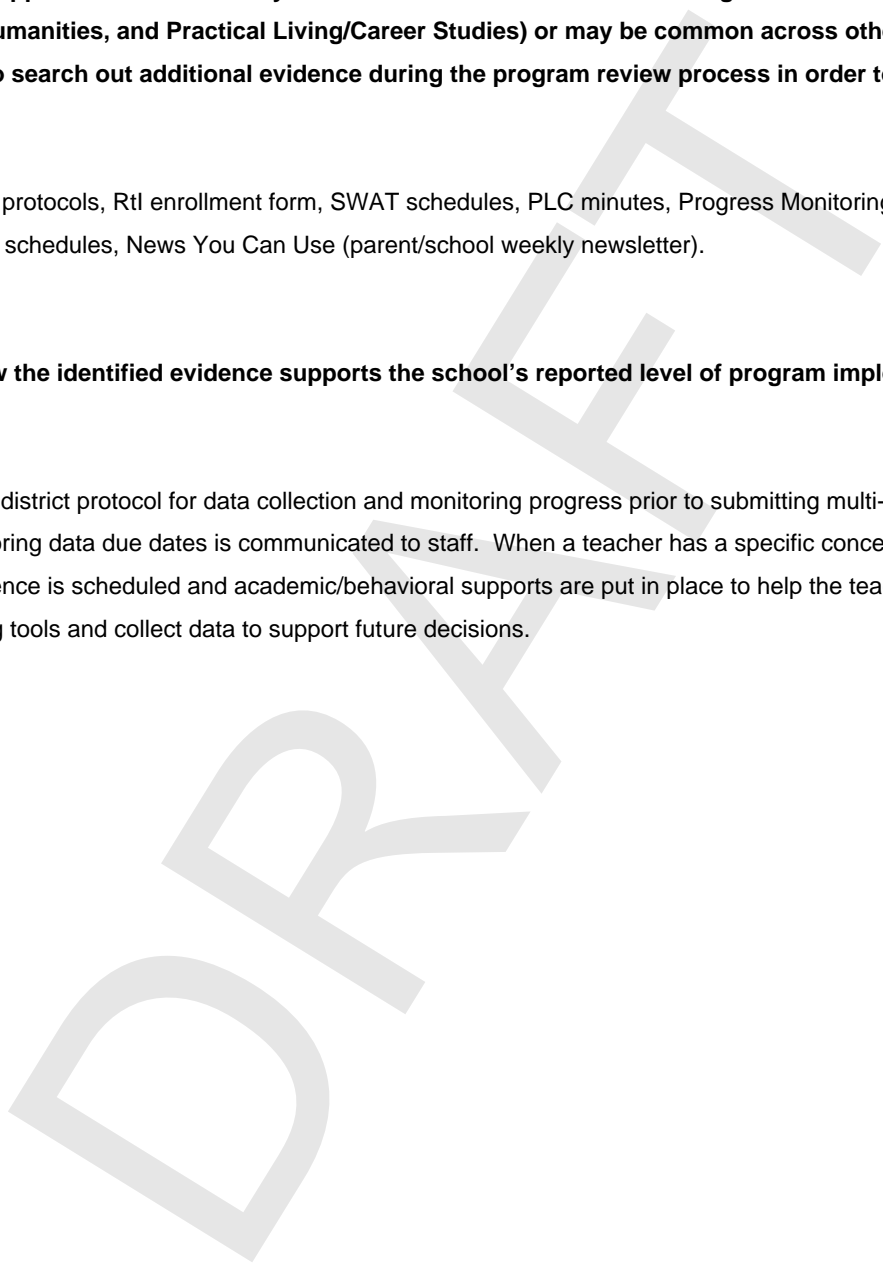 umanities, and Practical Living/Career Studies) or may be common across oth
search out additional evidence during the program review process in order
protocols, RtI enrollment form, SWAT schedules, PLC minutes, Progress Monitoring
schedules, News You Can Use (parent/school weekly newsletter).
the identified evidence supports the school's reported level of program impl
district protocol for data collection and monitoring progress prior to submitting multi-
oring data due dates is communicated to staff.  When a teacher has a specific conce
ence is scheduled and academic/behavioral supports are put in place to help the tea
tools and collect data to support future decisions.
DRAFT